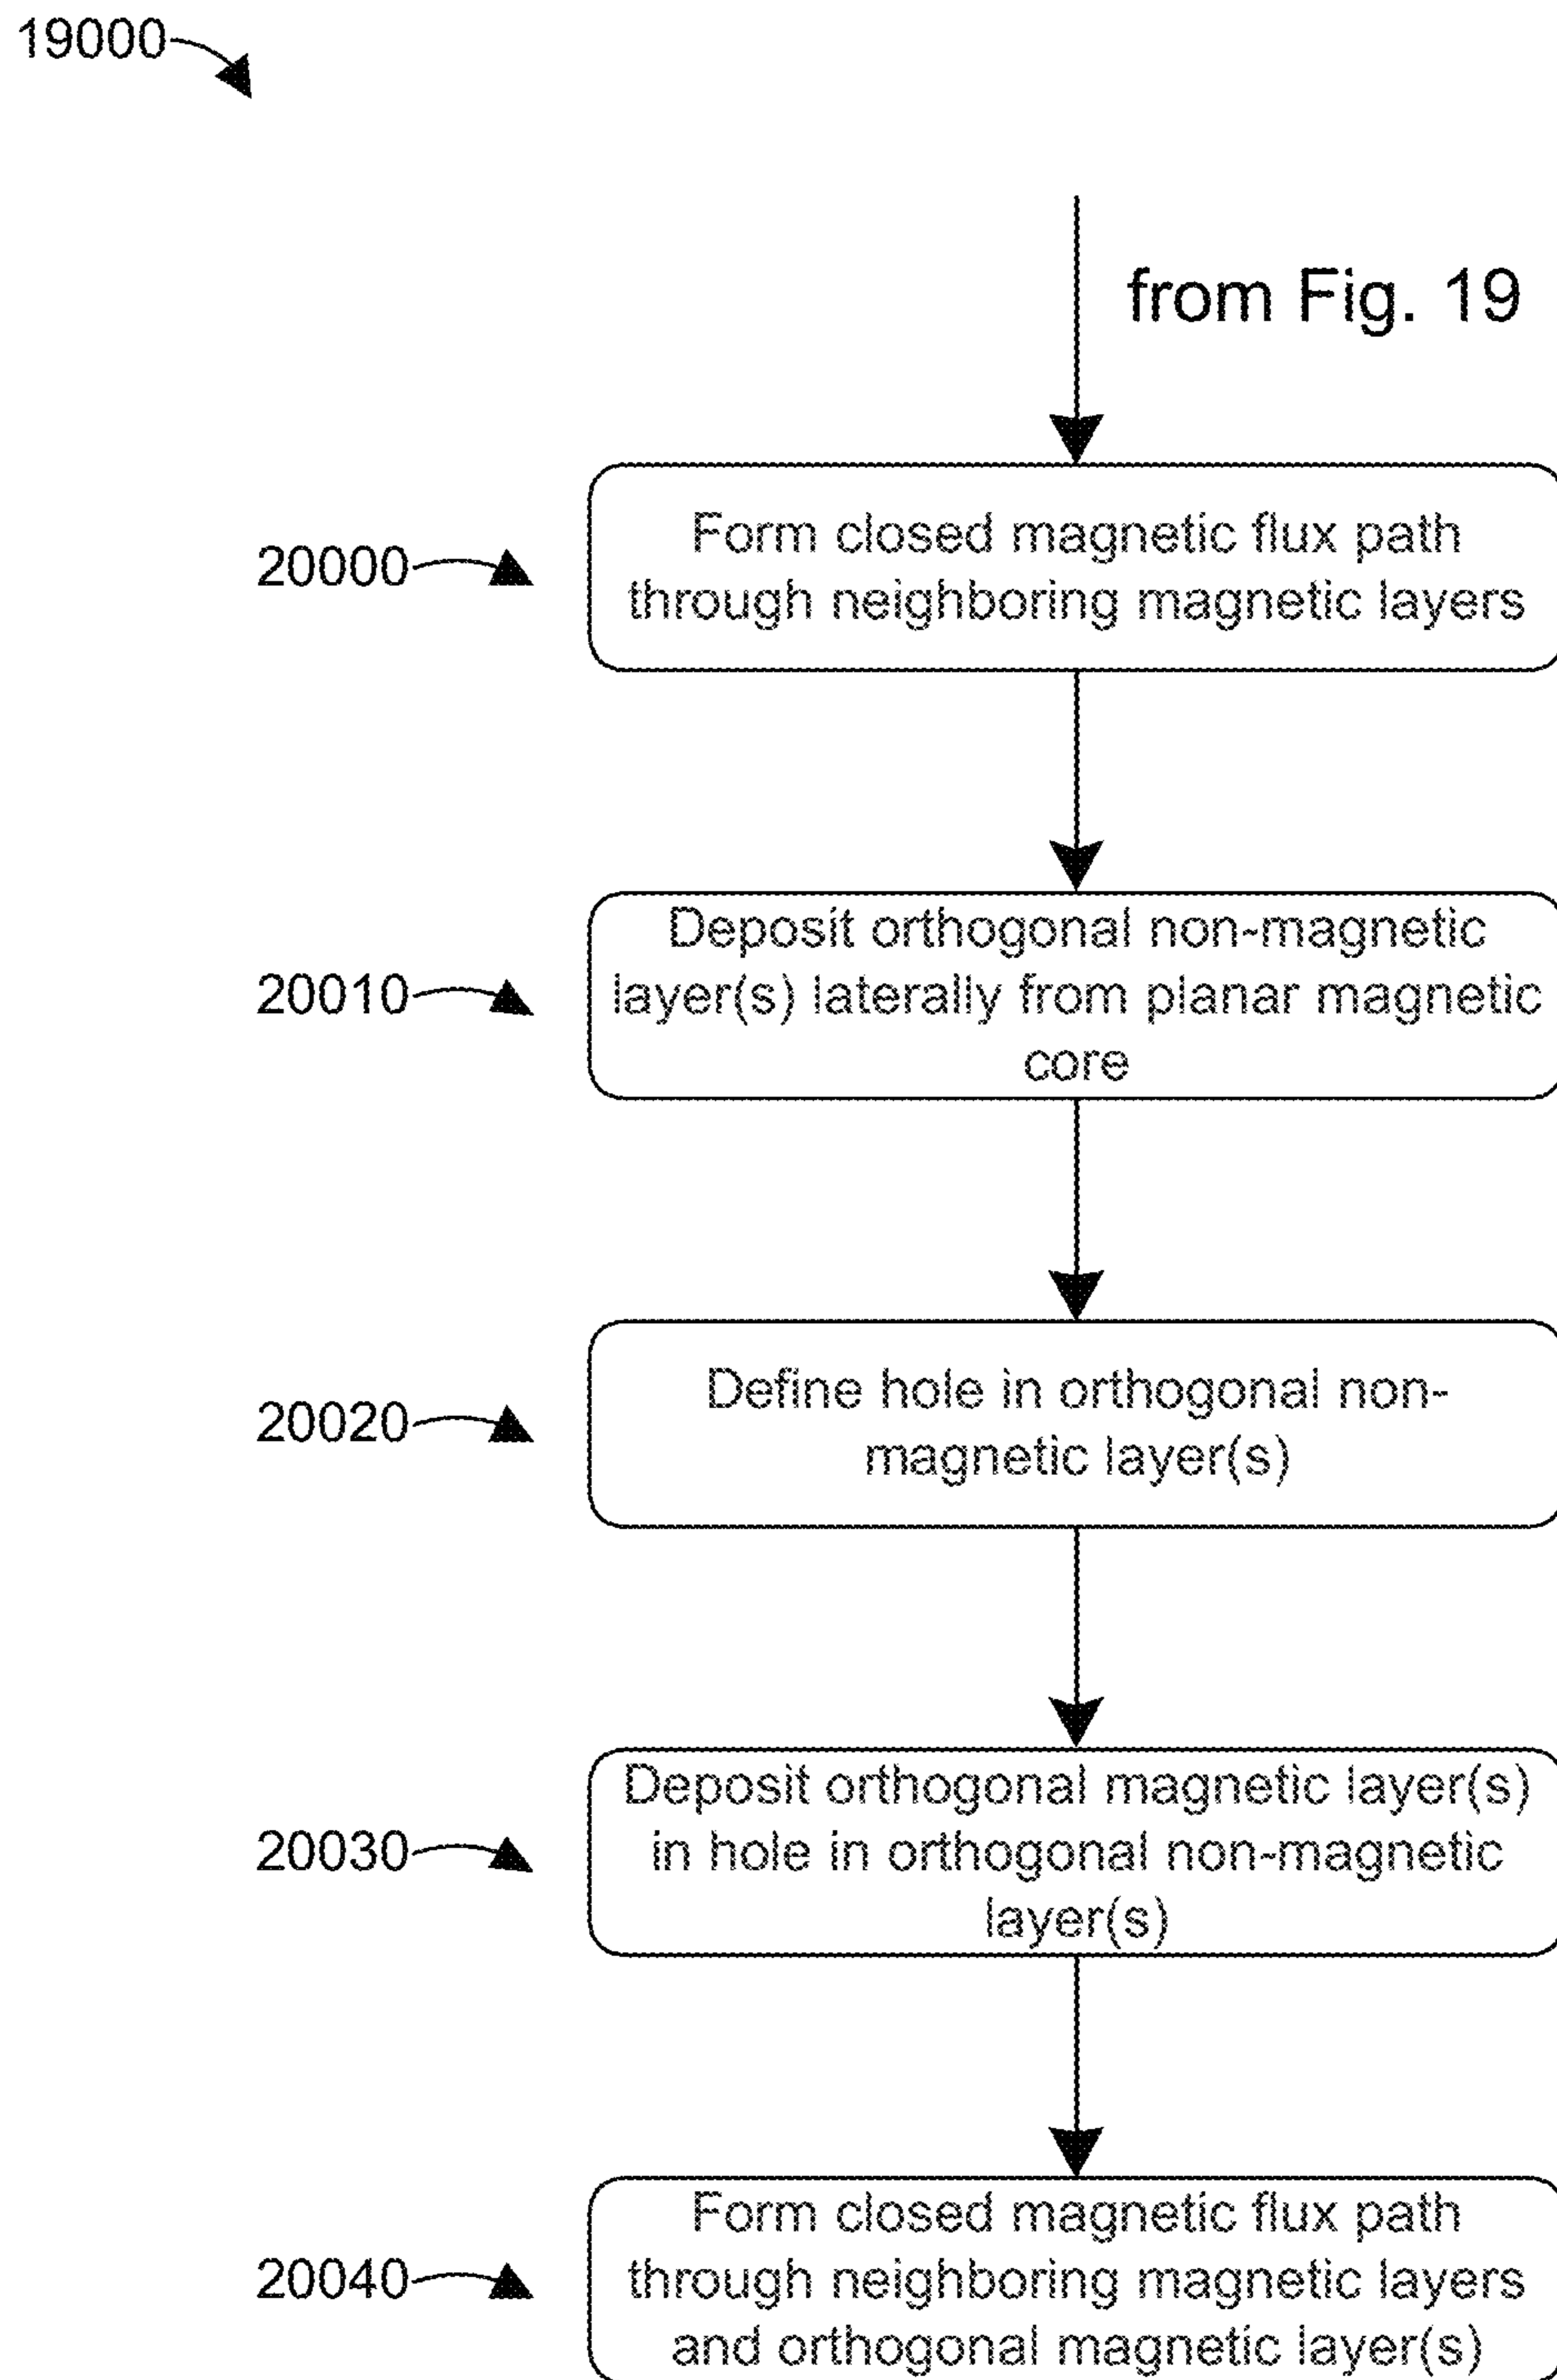 19000
from Fig. 19
20000
Form closed magnetic flux path
through neighboring magnetic layers
20010
Deposit orthogonal non-magnetic
layer(s) laterally from planar magnetic
core
20020
Define hole in orthogonal non-
magnetic layer(s)
20030
Deposit orthogonal magnetic layer(s)
in hole in orthogonal non-magnetic
layer(s)
20040
Form closed magnetic flux path
through neighboring magnetic layers
and orthogonal magnetic layer(s)